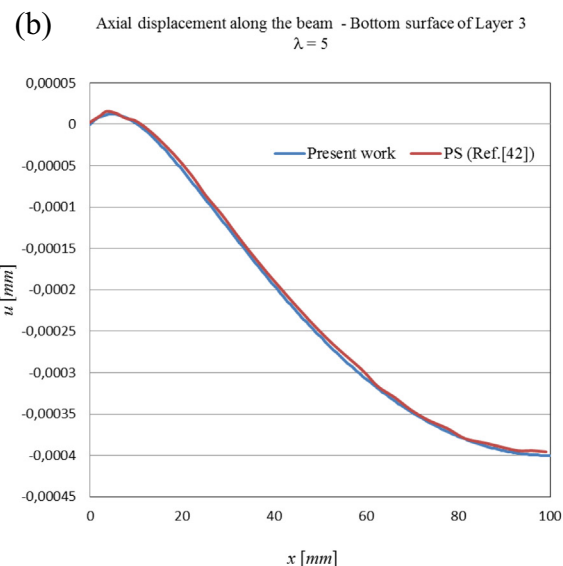 (b)
Axial displacement along the beam - Bottom surface of Layer 3
λ = 5
0,00005
0
-0,00005
-0,0001
-0,00015
-0,0002
-0,00025
-0,0003
-0,00035
-0,0004
-0,00045
u [mm]
Present work
PS (Ref.[42])
0 20 40 60 80 100
x [mm]